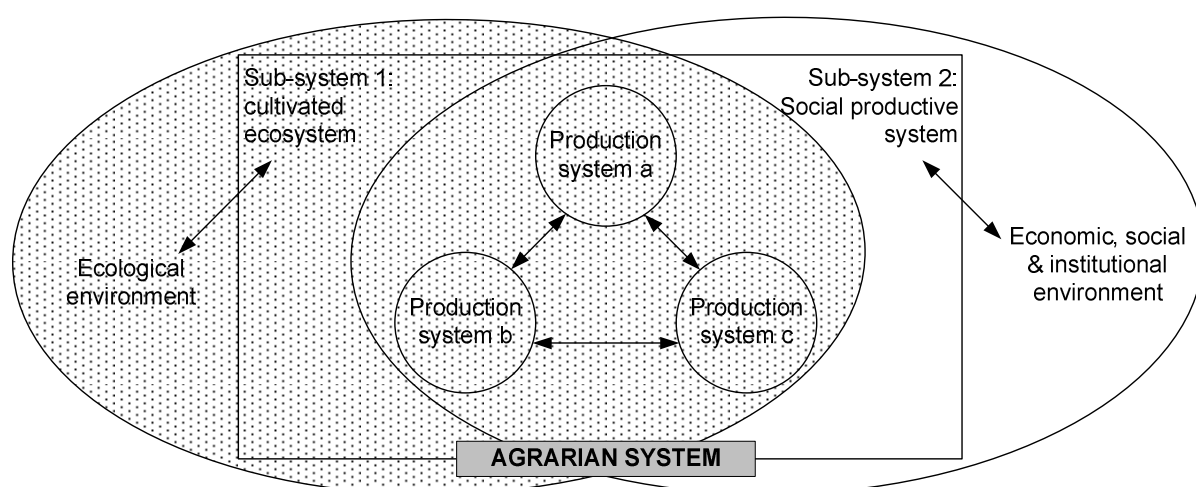 Sub-system 1:
cultivated
ecosystem
Sub-system 2:
Social productive
system
Production
system a
Ecological
environment
Economic, social
& institutional
environment
Production
system b
Production
system c
AGRARIAN SYSTEM